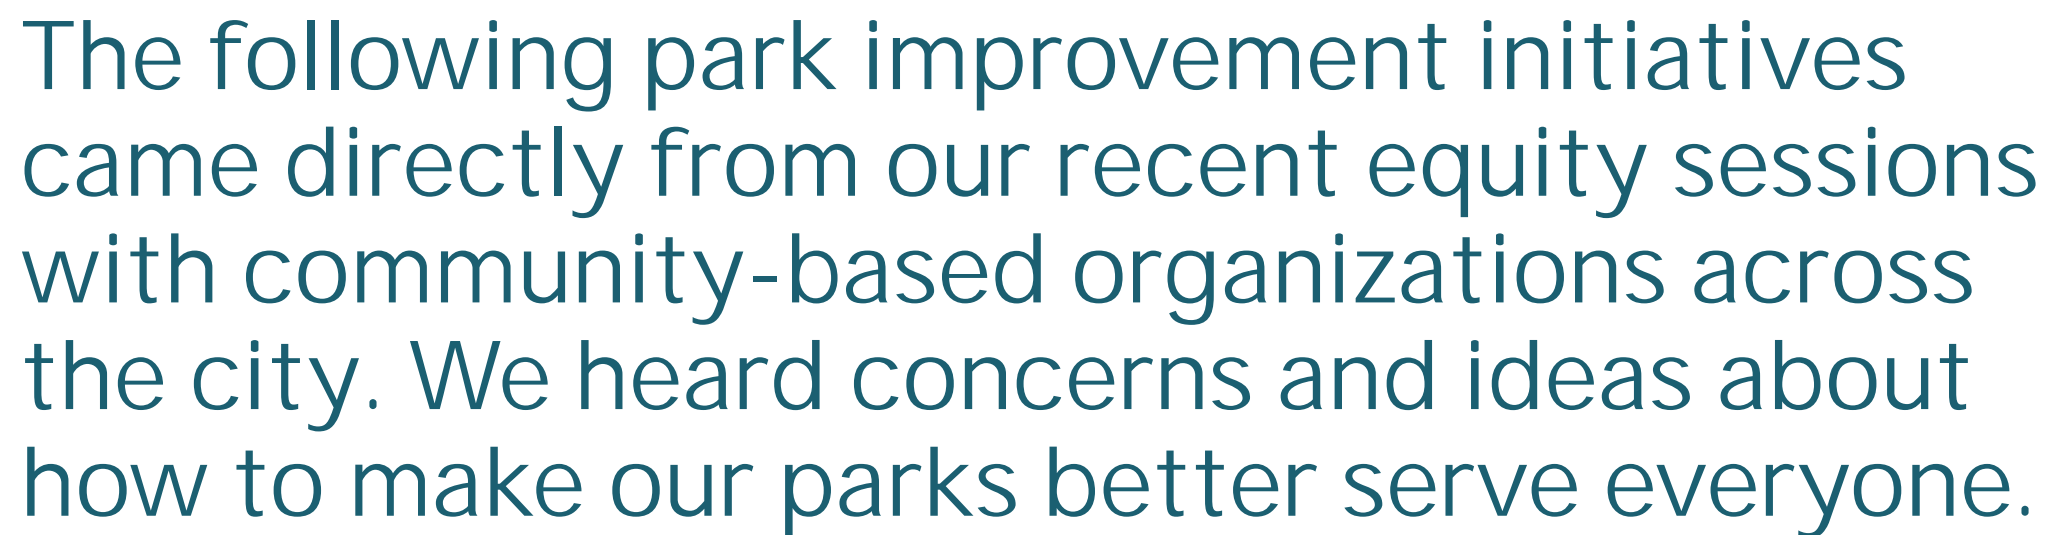 The following park improvement initiatives
came directly from our recent equity sessions
with community-based organizations across
the city. We heard concerns and ideas about
how to make our parks better serve everyone.